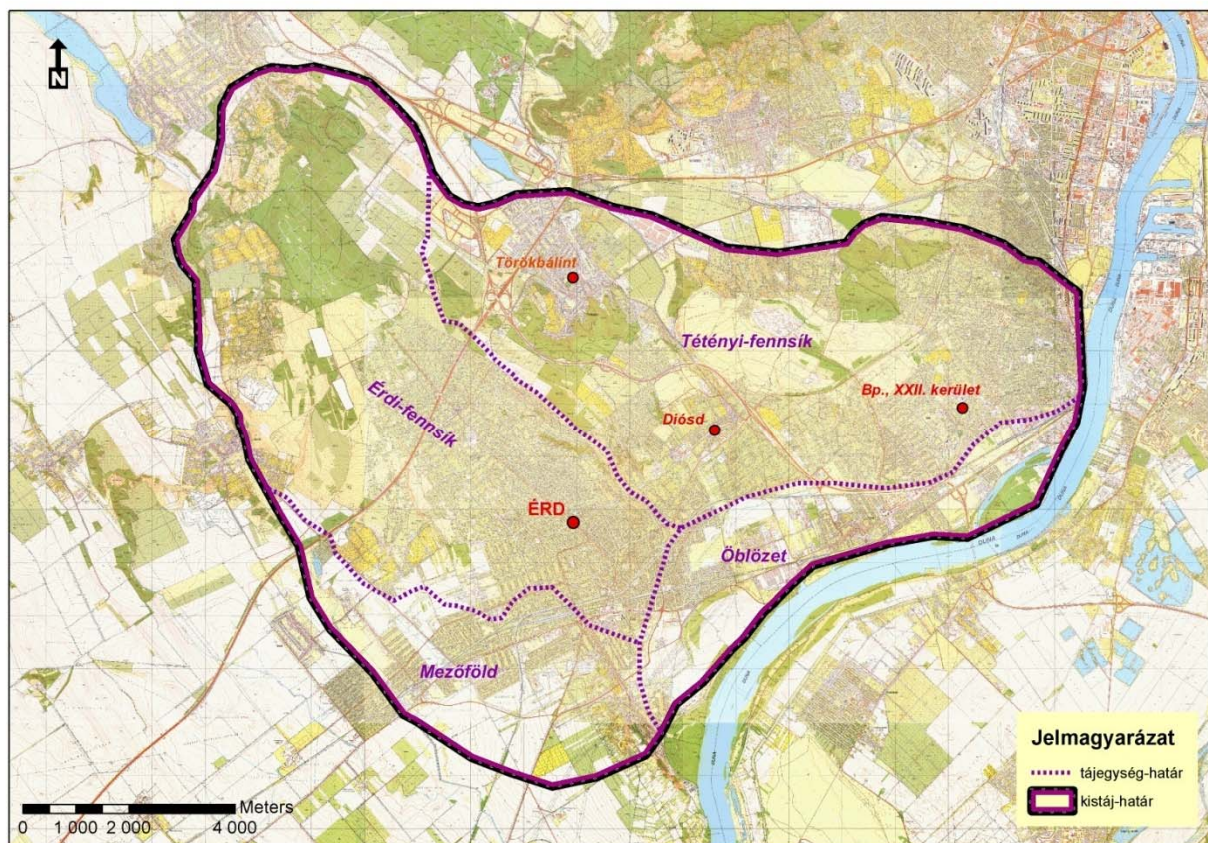 N
Törökbálint
Tétényi-fennsík
Érdi-fennsík
Bp., XXII. kerület
Diósd
ÉRD
Öblözet
Mezőföld
DUNA
Jelmagyarázat
tájegység-határ
kistáj-határ
Meters
0 1 000 2 000 4 000